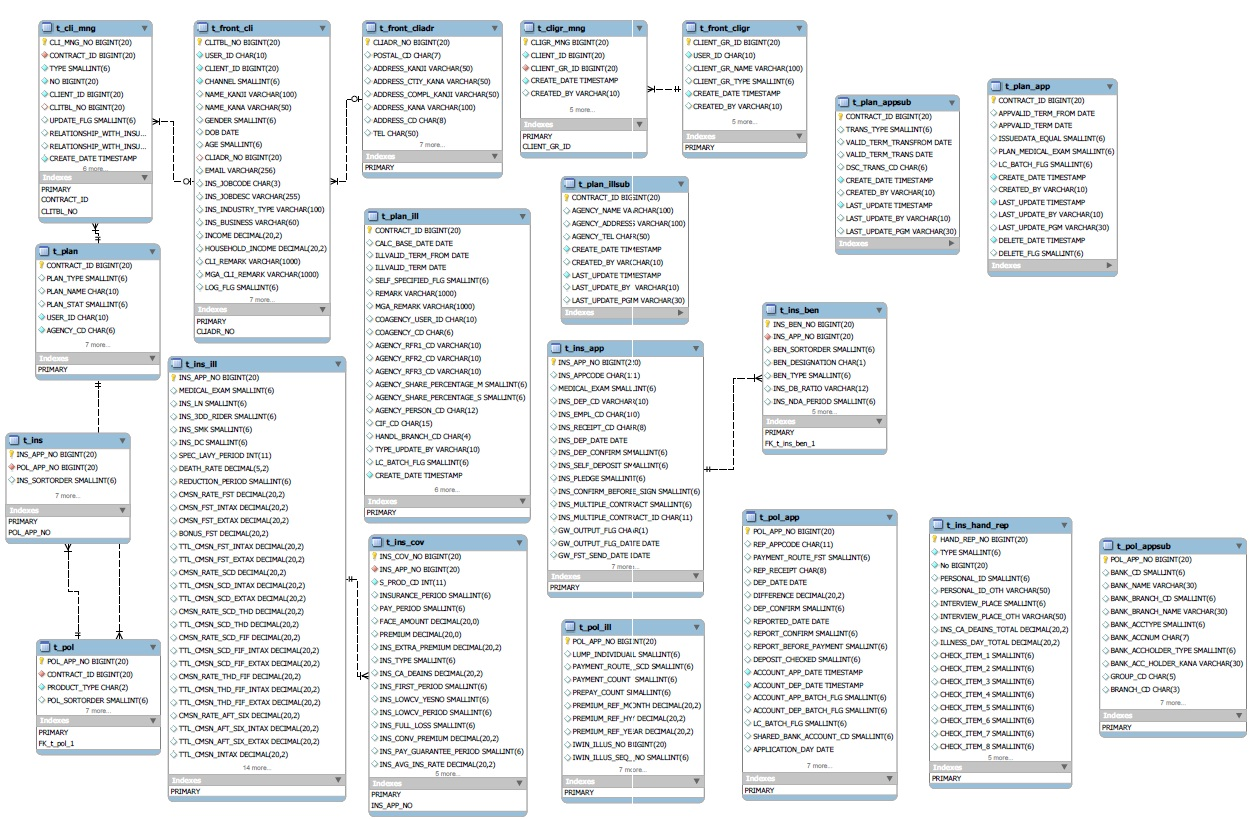 t_cli_mng
CLI_MNG_NO BIGINT(20)
CONTRACT_ID BIGINT(20)
TYPE SMALLINT(6)
NO BIGINT(20)
CLIENT_ID BIGINT(20)
CLITBL_NO BIGINT(20)
UPDATE_FLG SMALLINT(6)
RELATIONSHIP_WITH_INSU...
RELATIONSHIP_WITH_INSU...
CREATE_DATE TIMESTAMP
6 more...
Indexes
PRIMARY
CONTRACT_ID
CLITBL_NO
t_front_cli
CLITBL_NO BIGINT(20)
USER_ID CHAR(10)
CLIENT_ID BIGINT(20)
CHANNEL SMALLINT(6)
NAME_KANJI VARCHAR(100)
NAME_KANA VARCHAR(50)
GENDER SMALLINT(6)
DOB DATE
AGE SMALLINT(6)
CLIADR_NO BIGINT(20)
EMAIL VARCHAR(256)
INS_JOBCODE CHAR(3)
INS_JOBDESC VARCHAR(255)
INS_INDUSTRY_TYPE VARCHAR(100)
INS_BUSINESS VARCHAR(60)
INCOME DECIMAL(20,2)
HOUSEHOLD_INCOME DECIMAL(20,2)
CLI_REMARK VARCHAR(1000)
MGA_CLI_REMARK VARCHAR(1000)
LOG_FLG SMALLINT(6)
7 more...
Indexes
PRIMARY
CLIADR_NO
t_front_cliadr
CLIADR_NO BIGINT(20)
POSTAL_CD CHAR(7)
ADDRESS_KANJI VARCHAR(50)
ADDRESS_CTIY_KANA VARCHAR(50)
ADDRESS_COMPL_KANJI VARCHAR(50)
ADDRESS_KANA VARCHAR(100)
ADDRESS_CD CHAR(8)
TEL CHAR(50)
7 more...
Indexes
PRIMARY
t_cligr_mng
CLIGR_MNG BIGINT(20)
CLIENT_ID BIGINT(20)
CLIENT_GR_ID BIGINT(20)
CREATE_DATE TIMESTAMP
CREATED_BY VARCHAR(10)
5 more...
Indexes
PRIMARY
CLIENT_GR_ID
t_front_cligr
CLIENT_GR_ID BIGINT(20)
USER_ID CHAR(10)
CLIENT_GR_NAME VARCHAR(100)
CLIENT_GR_TYPE SMALLINT(6)
CREATE_DATE TIMESTAMP
CREATED_BY VARCHAR(10)
5 more...
Indexes
PRIMARY
t_plan_appsub
CONTRACT_ID BIGINT(20)
TRANS_TYPE SMALLINT(6)
VALID_TERM_TRANSFROM DATE
VALID_TERM_TRANS DATE
DSC_TRANS_CD CHAR(6)
CREATE_DATE TIMESTAMP
CREATED_BY VARCHAR(10)
LAST_UPDATE TIMESTAMP
LAST_UPDATE_BY VARCHAR(10)
LAST_UPDATE_PGM VARCHAR(30)
Indexes
t_plan_app
CONTRACT_ID BIGINT(20)
APPVALID_TERM_FROM DATE
APPVALID_TERM DATE
ISSUEDATA_EQUAL SMALLINT(6)
PLAN_MEDICAL_EXAM SMALLINT(6)
LC_BATCH_FLG SMALLINT(6)
CREATE_DATE TIMESTAMP
CREATED_BY VARCHAR(10)
LAST_UPDATE TIMESTAMP
LAST_UPDATE_BY VARCHAR(10)
LAST_UPDATE_PGM VARCHAR(30)
DELETE_DATE TIMESTAMP
DELETE_FLG SMALLINT(6)
Indexes
t_plan_illsub
CONTRACT_ID BIGINT(20)
AGENCY_NAME VARCHAR(100)
AGENCY_ADDRESS VARCHAR(100)
AGENCY_TEL CHAR(50)
CREATE_DATE TIMESTAMP
CREATED_BY VARCHAR(10)
LAST_UPDATE TIMESTAMP
LAST_UPDATE_BY VARCHAR(10)
LAST_UPDATE_PGM VARCHAR(30)
Indexes
t_plan
CONTRACT_ID BIGINT(20)
PLAN_TYPE SMALLINT(6)
PLAN_NAME CHAR(10)
PLAN_STAT SMALLINT(6)
USER_ID CHAR(10)
AGENCY_CD CHAR(6)
7 more...
Indexes
PRIMARY
t_plan_ill
CONTRACT_ID BIGINT(20)
CALC_BASE_DATE DATE
ILLVALID_TERM_FROM DATE
ILLVALID_TERM DATE
SELF_SPECIFIED_FLG SMALLINT(6)
REMARK VARCHAR(1000)
MGA_REMARK VARCHAR(1000)
COAGENCY_USER_ID CHAR(10)
COAGENCY_CD CHAR(6)
AGENCY_RFR1_CD VARCHAR(10)
AGENCY_RFR2_CD VARCHAR(10)
AGENCY_RFR3_CD VARCHAR(10)
AGENCY_SHARE_PERCENTAGE_M SMALLINT(6)
AGENCY_SHARE_PERCENTAGE_S SMALLINT(6)
AGENCY_PERSON_CD CHAR(12)
CIF_CD CHAR(15)
HANDL_BRANCH_CD CHAR(4)
TYPE_UPDATE_BY VARCHAR(10)
LC_BATCH_FLG SMALLINT(6)
CREATE_DATE TIMESTAMP
6 more...
Indexes
PRIMARY
t_ins_ben
INS_BEN_NO BIGINT(20)
INS_APP_NO BIGINT(20)
BEN_SORTORDER SMALLINT(6)
BEN_DESIGNATION CHAR(1)
BEN_TYPE SMALLINT(6)
INS_DB_RATIO VARCHAR(12)
INS_NDA_PERIOD SMALLINT(6)
5 more...
Indexes
PRIMARY
FK_t_ins_ben_1
t_ins_app
INS_APP_NO BIGINT(20)
INS_APPCODE CHAR(11)
MEDICAL_EXAM SMALLINT(6)
INS_DEP_CD VARCHAR(10)
INS_EMPL_CD CHAR(10)
INS_RECEIPT_CD CHAR(8)
INS_DEP_DATE DATE
INS_DEP_CONFIRM SMALLINT(6)
INS_SELF_DEPOSIT SMALLINT(6)
INS_PLEDGE SMALLINT(6)
INS_CONFIRM_BEFORE_SIGN SMALLINT(6)
INS_MULTIPLE_CONTRACT SMALLINT(6)
INS_MULTIPLE_CONTRACT_ID CHAR(11)
GW_OUTPUT_FLG CHAR(1)
GW_OUTPUT_FLG_DATE DATE
GW_FST_SEND_DATE DATE
7 more...
Indexes
PRIMARY
t_ins_ill
INS_APP_NO BIGINT(20)
MEDICAL_EXAM SMALLINT(6)
INS_LN SMALLINT(6)
INS_3DD_RIDER SMALLINT(6)
INS_SMK SMALLINT(6)
INS_DC SMALLINT(6)
SPEC_LAVY_PERIOD INT(11)
DEATH_RATE DECIMAL(5,2)
REDUCTION_PERIOD SMALLINT(6)
CMSN_RATE_FST DECIMAL(20,2)
CMSN_FST_INTAX DECIMAL(20,2)
CMSN_FST_EXTAX DECIMAL(20,2)
BONUS_FST DECIMAL(20,2)
TTL_CMSN_FST_INTAX DECIMAL(20,2)
TTL_CMSN_FST_EXTAX DECIMAL(20,2)
CMSN_RATE_SCD DECIMAL(20,2)
TTL_CMSN_SCD_INTAX DECIMAL(20,2)
TTL_CMSN_SCD_EXTAX DECIMAL(20,2)
CMSN_RATE_SCD_THD DECIMAL(20,2)
TTL_CMSN_SCD_THD DECIMAL(20,2)
CMSN_RATE_SCD_FIF DECIMAL(20,2)
TTL_CMSN_SCD_FIF_INTAX DECIMAL(20,2)
TTL_CMSN_SCD_FIF_EXTAX DECIMAL(20,2)
CMSN_RATE_THD_FIF DECIMAL(20,2)
TTL_CMSN_THD_FIF_INTAX DECIMAL(20,2)
TTL_CMSN_THD_FIF_EXTAX DECIMAL(20,2)
CMSN_RATE_AFT_SIX DECIMAL(20,2)
TTL_CMSN_AFT_SIX_INTAX DECIMAL(20,2)
TTL_CMSN_AFT_SIX_EXTAX DECIMAL(20,2)
TTL_CMSN_INTAX DECIMAL(20,2)
14 more...
Indexes
PRIMARY
t_ins
INS_APP_NO BIGINT(20)
POL_APP_NO BIGINT(20)
INS_SORTORDER SMALLINT(6)
7 more...
Indexes
PRIMARY
POL_APP_NO
t_pol
POL_APP_NO BIGINT(20)
CONTRACT_ID BIGINT(20)
PRODUCT_TYPE CHAR(2)
POL_SORTORDER SMALLINT(6)
7 more...
Indexes
PRIMARY
FK_t_pol_1
t_ins_cov
INS_COV_NO BIGINT(20)
INS_APP_NO BIGINT(20)
S_PROD_CD INT(11)
INSURANCE_PERIOD SMALLINT(6)
PAY_PERIOD SMALLINT(6)
FACE_AMOUNT DECIMAL(20,0)
PREMIUM DECIMAL(20,0)
INS_EXTRA_PREMIUM DECIMAL(20,2)
INS_TYPE SMALLINT(6)
INS_CA_DEAINS DECIMAL(20,2)
INS_FIRST_PERIOD SMALLINT(6)
INS_LOWCV_YESNO SMALLINT(6)
INS_LOWCV_PERIOD SMALLINT(6)
INS_FULL_LOSS SMALLINT(6)
INS_CONV_PREMIUM DECIMAL(20,2)
INS_PAY_GUARANTEE_PERIOD SMALLINT(6)
INS_AVG_INS_RATE DECIMAL(20,2)
5 more...
Indexes
PRIMARY
INS_APP_NO
t_pol_ill
POL_APP_NO BIGINT(20)
LUMP_INDIVIDUAL SMALLINT(6)
PAYMENT_ROUTE_SCD SMALLINT(6)
PAYMENT_COUNT SMALLINT(6)
PREPAY_COUNT SMALLINT(6)
PREMIUM_REF_MONTH DECIMAL(20,2)
PREMIUM_REF_HY DECIMAL(20,2)
PREMIUM_REF_YEAR DECIMAL(20,2)
IWIN_ILLUS_NO BIGINT(20)
IWIN_ILLUS_SEQ_NO SMALLINT(6)
7 more...
Indexes
PRIMARY
t_pol_app
POL_APP_NO BIGINT(20)
REP_APPCODE CHAR(11)
PAYMENT_ROUTE_FST SMALLINT(6)
REP_RECEIPT CHAR(8)
DEP_DATE DATE
DIFFERENCE DECIMAL(20,2)
DEP_CONFIRM SMALLINT(6)
REPORTED_DATE DATE
REPORT_CONFIRM SMALLINT(6)
REPORT_BEFORE_PAYMENT SMALLINT(6)
DEPOSIT_CHECKED SMALLINT(6)
ACCOUNT_APP_DATE TIMESTAMP
ACCOUNT_DEP_DATE TIMESTAMP
ACCOUNT_APP_BATCH_FLG SMALLINT(6)
ACCOUNT_DEP_BATCH_FLG SMALLINT(6)
LC_BATCH_FLG SMALLINT(6)
SHARED_BANK_ACCOUNT_CD SMALLINT(6)
APPLICATION_DAY DATE
7 more...
Indexes
PRIMARY
t_ins_hand_rep
HAND_REP_NO BIGINT(20)
TYPE SMALLINT(6)
No BIGINT(20)
PERSONAL_ID SMALLINT(6)
PERSONAL_ID_OTH VARCHAR(50)
INTERVIEW_PLACE SMALLINT(6)
INTERVIEW_PLACE_OTH VARCHAR(50)
INS_CA_DEAINS_TOTAL DECIMAL(20,2)
ILLNESS_DAY_TOTAL DECIMAL(20,2)
CHECK_ITEM_1 SMALLINT(6)
CHECK_ITEM_2 SMALLINT(6)
CHECK_ITEM_3 SMALLINT(6)
CHECK_ITEM_4 SMALLINT(6)
CHECK_ITEM_5 SMALLINT(6)
CHECK_ITEM_6 SMALLINT(6)
CHECK_ITEM_7 SMALLINT(6)
CHECK_ITEM_8 SMALLINT(6)
5 more...
Indexes
PRIMARY
t_pol_appsub
POL_APP_NO BIGINT(20)
BANK_CD SMALLINT(6)
BANK_NAME VARCHAR(30)
BANK_BRANCH_CD SMALLINT(6)
BANK_BRANCH_NAME VARCHAR(30)
BANK_ACCTYPE SMALLINT(6)
BANK_ACCNUM CHAR(7)
BANK_ACCHOLDER_TYPE SMALLINT(6)
BANK_ACC_HOLDER_KANA VARCHAR(30)
GROUP_CD CHAR(5)
BRANCH_CD CHAR(3)
7 more...
Indexes
PRIMARY